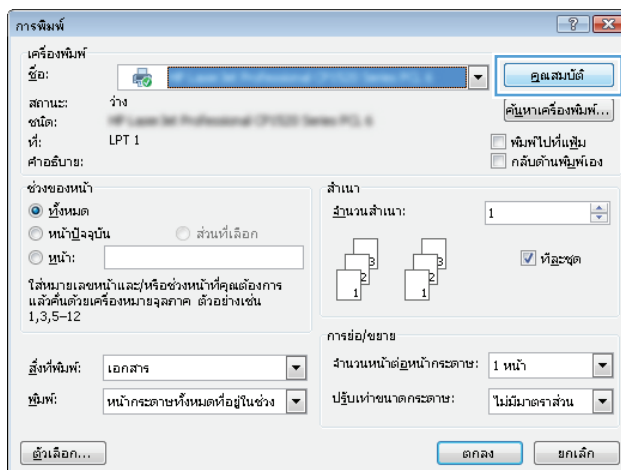 การพิมพ์
เครื่องพิมพ์
ชื่อ:
คุณสมบัติ
สถานะ: ว่าง
ค้นหาเครื่องพิมพ์...
ชนิด:
ที่: LPT 1
พิมพ์ไปที่แฟ้ม
คำอธิบาย:
กลับด้านพิมพ์เอง
ช่วงของหน้า
ทั้งหมด
หน้าปัจจุบัน ส่วนที่เลือก
หน้า:
ใส่หมายเลขหน้าและ/หรือช่วงหน้าที่คุณต้องการ
แล้วคั่นด้วยเครื่องหมายจุลภาค ตัวอย่างเช่น
1,3,5–12
สำเนา
จำนวนสำเนา: 1
1 2 3 1 2 3
ทีละชุด
สิ่งที่พิมพ์: เอกสาร
พิมพ์: หน้ากระดาษทั้งหมดที่อยู่ในช่วง
การย่อ/ขยาย
จำนวนหน้าต่อหน้ากระดาษ: 1 หน้า
ปรับเท่าขนาดกระดาษ: ไม่มีมาตราส่วน
ตัวเลือก...
ตกลง
ยกเลิก